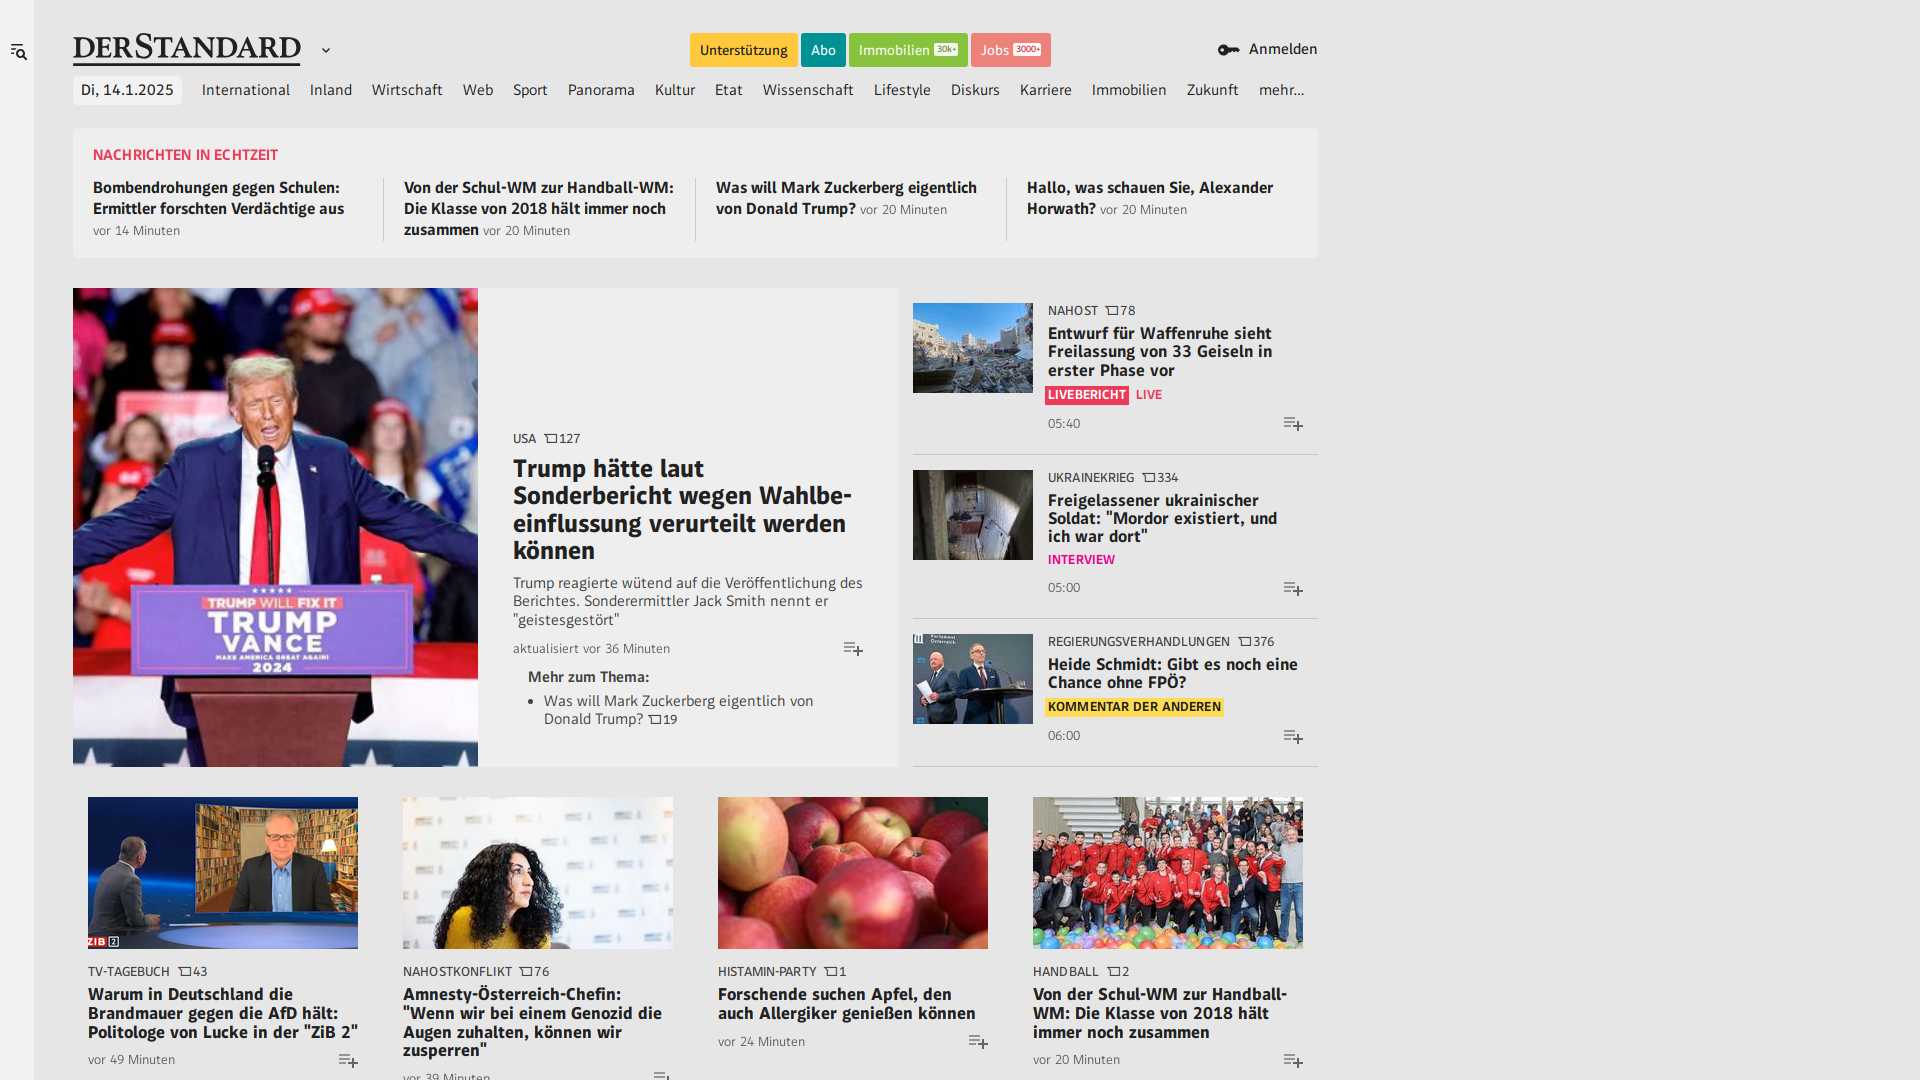 DERSTANDARD
Unterstützung
Abo
Immobilien 30k+
Jobs 3000+
Anmelden
Di, 14.1.2025
International
Inland
Wirtschaft
Web
Sport
Panorama
Kultur
Etat
Wissenschaft
Lifestyle
Diskurs
Karriere
Immobilien
Zukunft
mehr...
NACHRICHTEN IN ECHTZEIT
Bombendrohungen gegen Schulen:
Ermittler forschten Verdächtige aus
vor 14 Minuten
Von der Schul-WM zur Handball-WM:
Die Klasse von 2018 hält immer noch
zusammen vor 20 Minuten
Was will Mark Zuckerberg eigentlich
von Donald Trump? vor 20 Minuten
Hallo, was schauen Sie, Alexander
Horwath? vor 20 Minuten
TRUMP WILL FIX IT
TRUMP
VANCE
MAKE AMERICA GREAT AGAIN!
2024
USA 127
Trump hätte laut
Sonderbericht wegen Wahlbe-
einflussung verurteilt werden
können
Trump reagierte wütend auf die Veröffentlichung des
Berichtes. Sonderermittler Jack Smith nennt er
"geistesgestört"
aktualisiert vor 36 Minuten
Mehr zum Thema:
• Was will Mark Zuckerberg eigentlich von
Donald Trump? 19
NAHOST 78
Entwurf für Waffenruhe sieht
Freilassung von 33 Geiseln in
erster Phase vor
LIVEBERICHT LIVE
05:40
UKRAINEKRIEG 334
Freigelassener ukrainischer
Soldat: "Mordor existiert, und
ich war dort"
INTERVIEW
05:00
Parlament
Österreich
REGIERUNGSVERHANDLUNGEN 376
Heide Schmidt: Gibt es noch eine
Chance ohne FPÖ?
KOMMENTAR DER ANDEREN
06:00
ZIB 2
TV-TAGEBUCH 43
Warum in Deutschland die
Brandmauer gegen die AfD hält:
Politologe von Lucke in der "ZiB 2"
vor 49 Minuten
NAHOSTKONFLIKT 76
Amnesty-Österreich-Chefin:
"Wenn wir bei einem Genozid die
Augen zuhalten, können wir
zusperren"
vor 39 Minuten
HISTAMIN-PARTY 1
Forschende suchen Apfel, den
auch Allergiker genießen können
vor 24 Minuten
HANDBALL 2
Von der Schul-WM zur Handball-
WM: Die Klasse von 2018 hält
immer noch zusammen
vor 20 Minuten